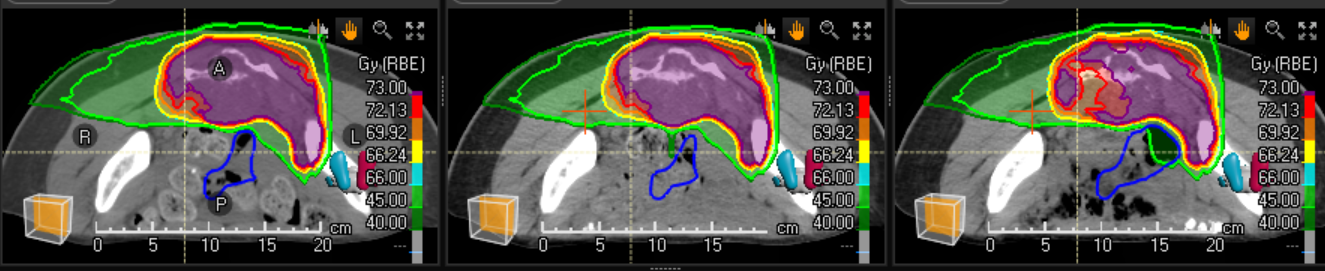 A
R
L
P
Gy(RBE)
73.00
72.13
69.92
66.24
66.00
45.00
40.00
---
cm
0 5 10 15 20
Gy(RBE)
73.00
72.13
69.92
66.24
66.00
45.00
40.00
---
cm
0 5 10 15
Gy(RBE)
73.00
72.13
69.92
66.24
66.00
45.00
40.00
---
cm
0 5 10 15 20